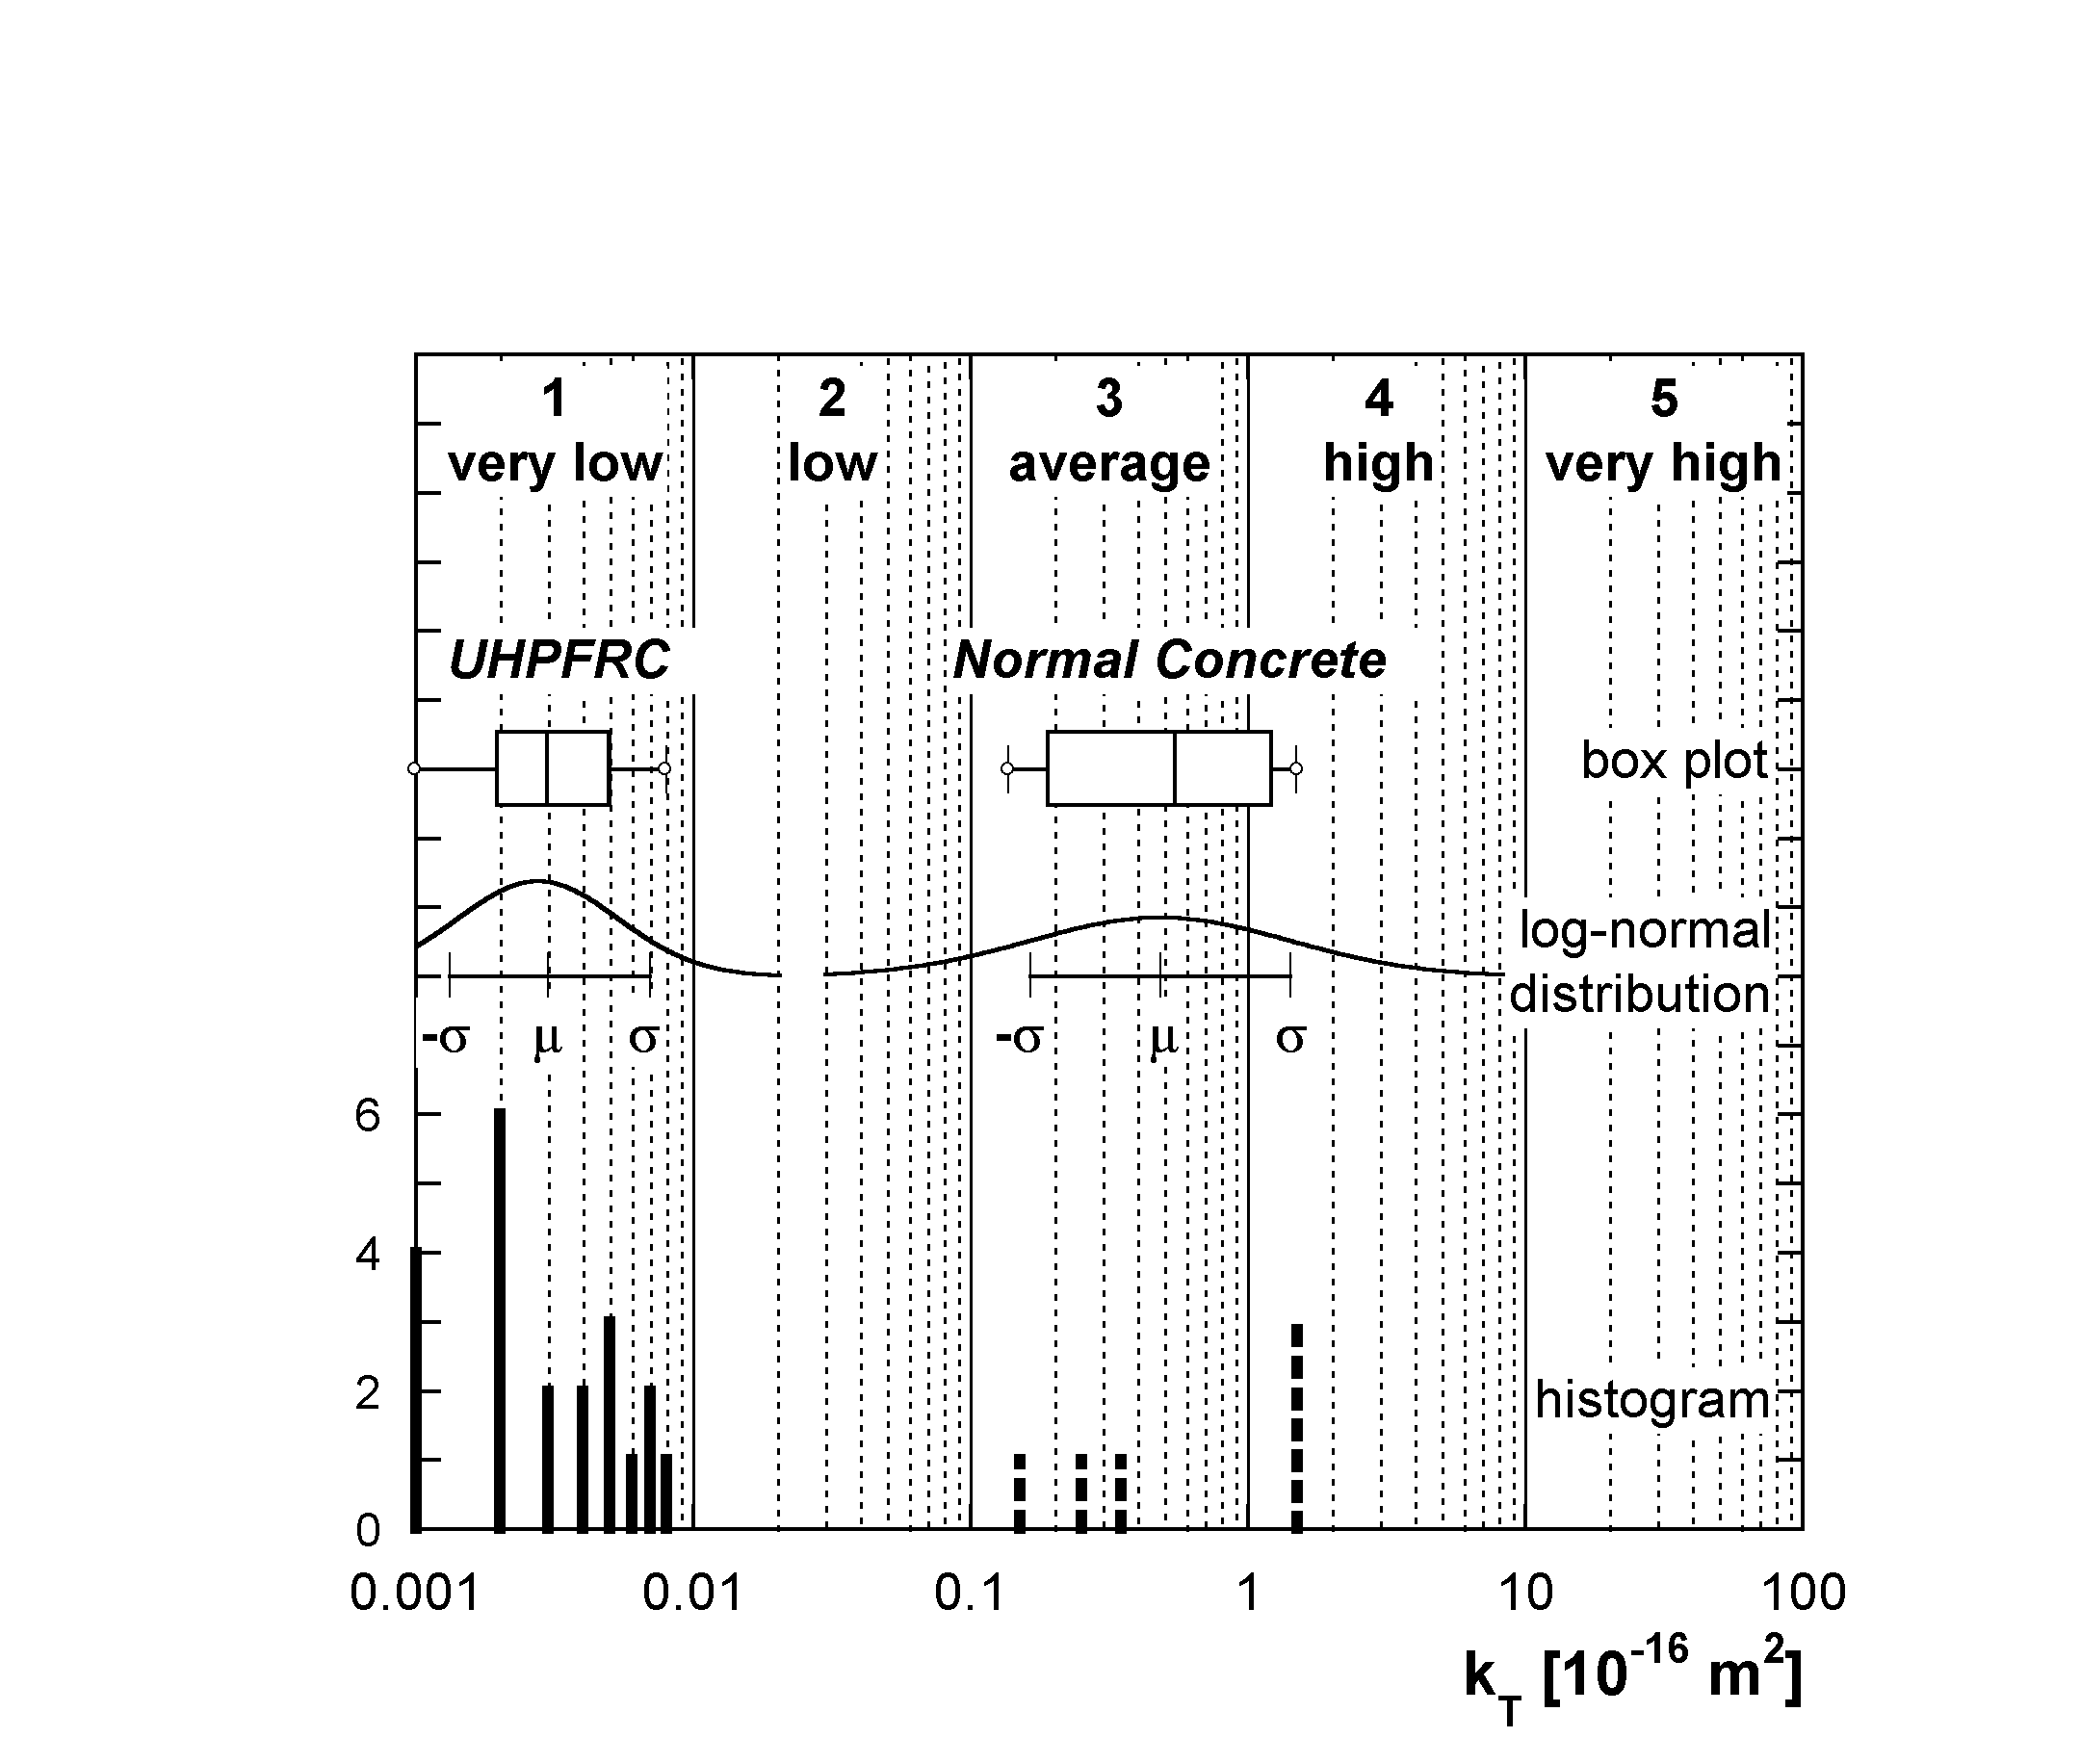 1 2 3 4 5
very low low average high very high
UHPFRC Normal Concrete
box plot
log-normal
distribution
-σ μ σ -σ μ σ
6
4
2
histogram
0
0.001 0.01 0.1 1 10 100
k_T [10^-16 m^2]